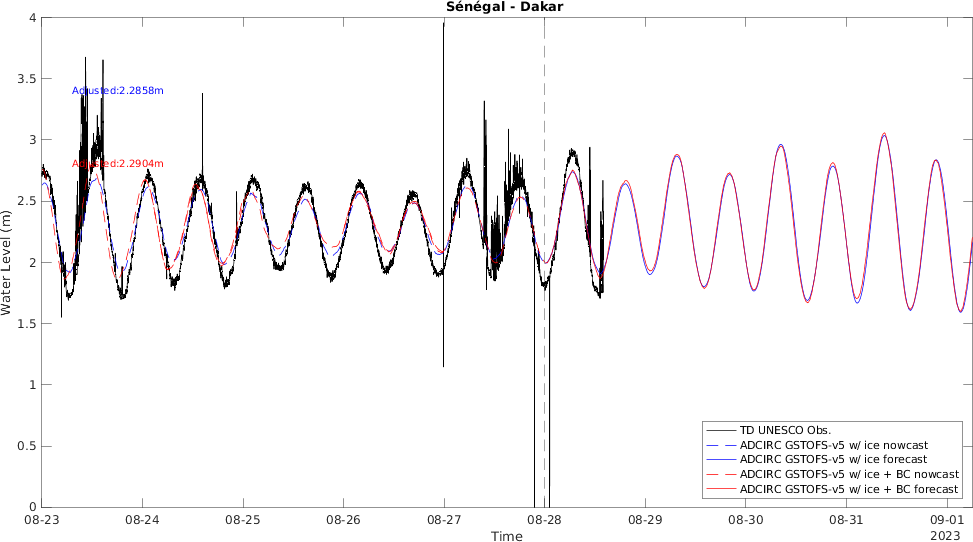 Sénégal - Dakar
4
3.5
3
2.5
2
1.5
1
0.5
0
Water Level (m)
Adjusted:2.2858m
Adjusted:2.2904m
TD UNESCO Obs.
ADCIRC GSTOFS-v5 w/ ice nowcast
ADCIRC GSTOFS-v5 w/ ice forecast
ADCIRC GSTOFS-v5 w/ ice + BC nowcast
ADCIRC GSTOFS-v5 w/ ice + BC forecast
08-23 08-24 08-25 08-26 08-27 08-28 08-29 08-30 08-31 09-01
2023
Time